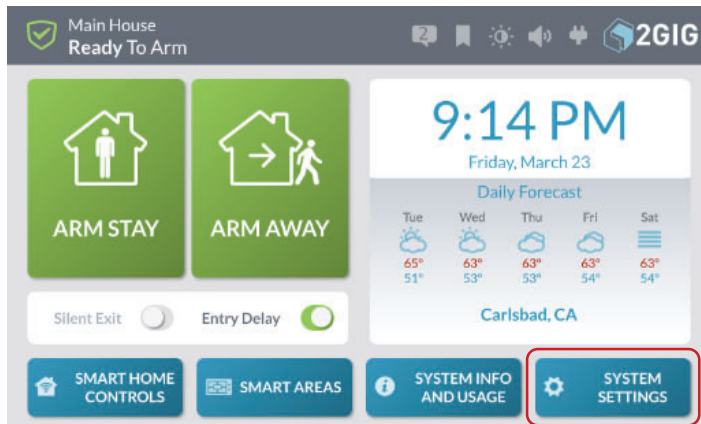 Main House
Ready To Arm
2
2GIG
ARM STAY
ARM AWAY
Silent Exit
Entry Delay
9:14 PM
Friday, March 23
Daily Forecast
Tue Wed Thu Fri Sat
65° 63° 63° 63° 63°
51° 53° 53° 54° 54°
Carlsbad, CA
SMART HOME
CONTROLS
SMART AREAS
SYSTEM INFO
AND USAGE
SYSTEM
SETTINGS